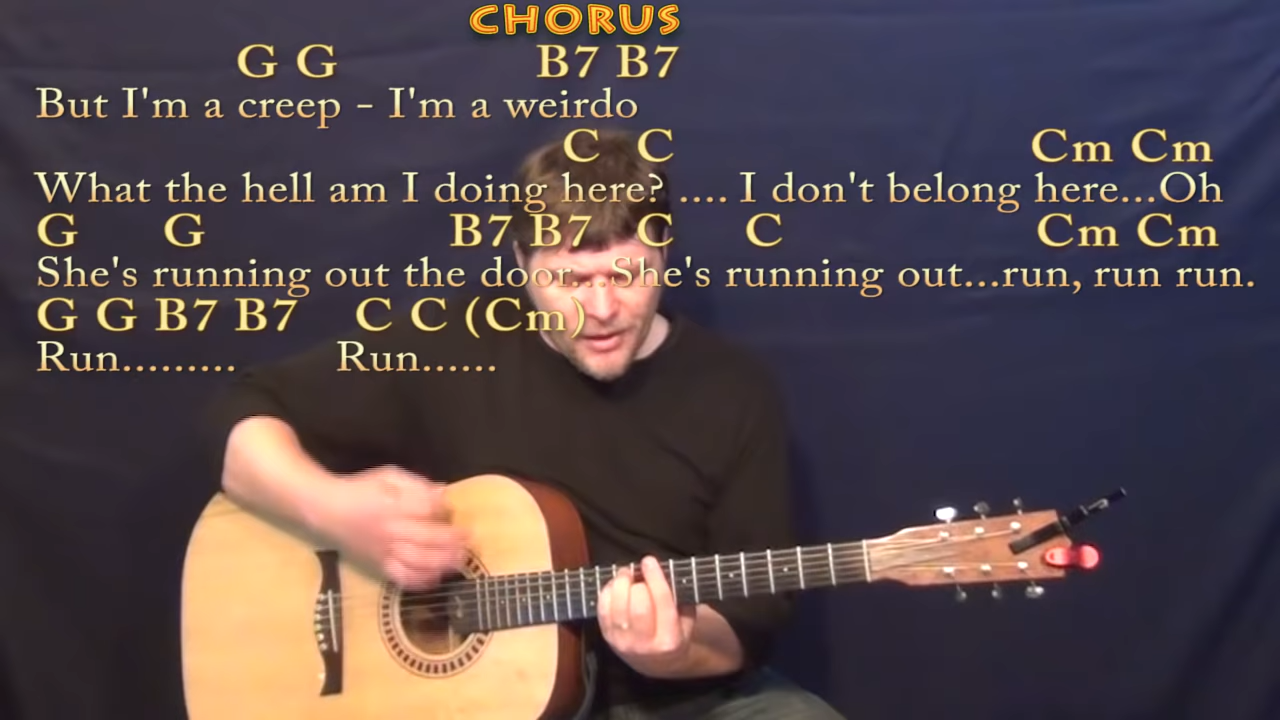 CHORUS
G G B7 B7
But I'm a creep - I'm a weirdo
C C Cm Cm
What the hell am I doing here? .... I don't belong here...Oh
G G B7 B7 C C Cm Cm
She's running out the door...She's running out...run, run run.
G G B7 B7 C C (Cm)
Run......... Run......